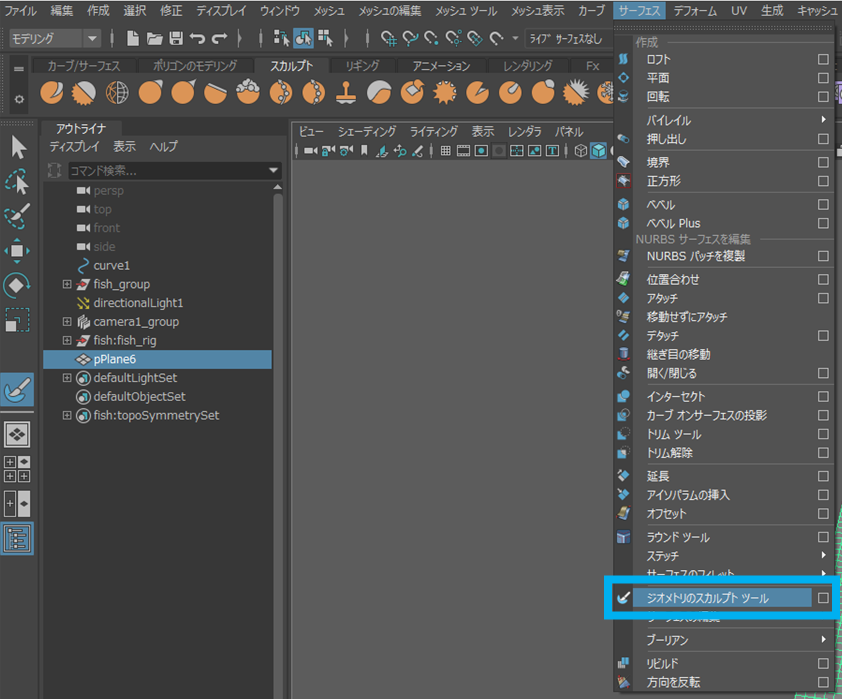 ファイル 編集 作成 選択 修正 ディスプレイ ウィンドウ メッシュ メッシュの編集 メッシュ ツール メッシュ表示 カーブ サーフェス デフォーム UV 生成 キャッシュ
モデリング ライブ サーフェスなし
カーブ/サーフェス ポリゴンのモデリング スカルプト リギング アニメーション レンダリング Fx
アウトライナ
ディスプレイ 表示 ヘルプ
コマンド検索...
persp
top
front
side
curve1
fish_group
directionalLight1
camera1_group
fish:fish_rig
pPlane6
defaultLightSet
defaultObjectSet
fish:topoSymmetrySet
ビュー シェーディング ライティング 表示 レンダラ パネル
作成
ロフト
平面
回転
バイレイル
押し出し
境界
正方形
ベベル
ベベル Plus
NURBS サーフェスを編集
NURBS パッチを複製
位置合わせ
アタッチ
移動せずにアタッチ
デタッチ
継ぎ目の移動
開く/閉じる
インターセクト
カーブ オンサーフェスの投影
トリム ツール
トリム解除
延長
アイソパラムの挿入
オフセット
ラウンド ツール
ステッチ
サーフェスのフィレット
ジオメトリのスカルプト ツール
サーフェスの編集
ブーリアン
リビルド
方向を反転